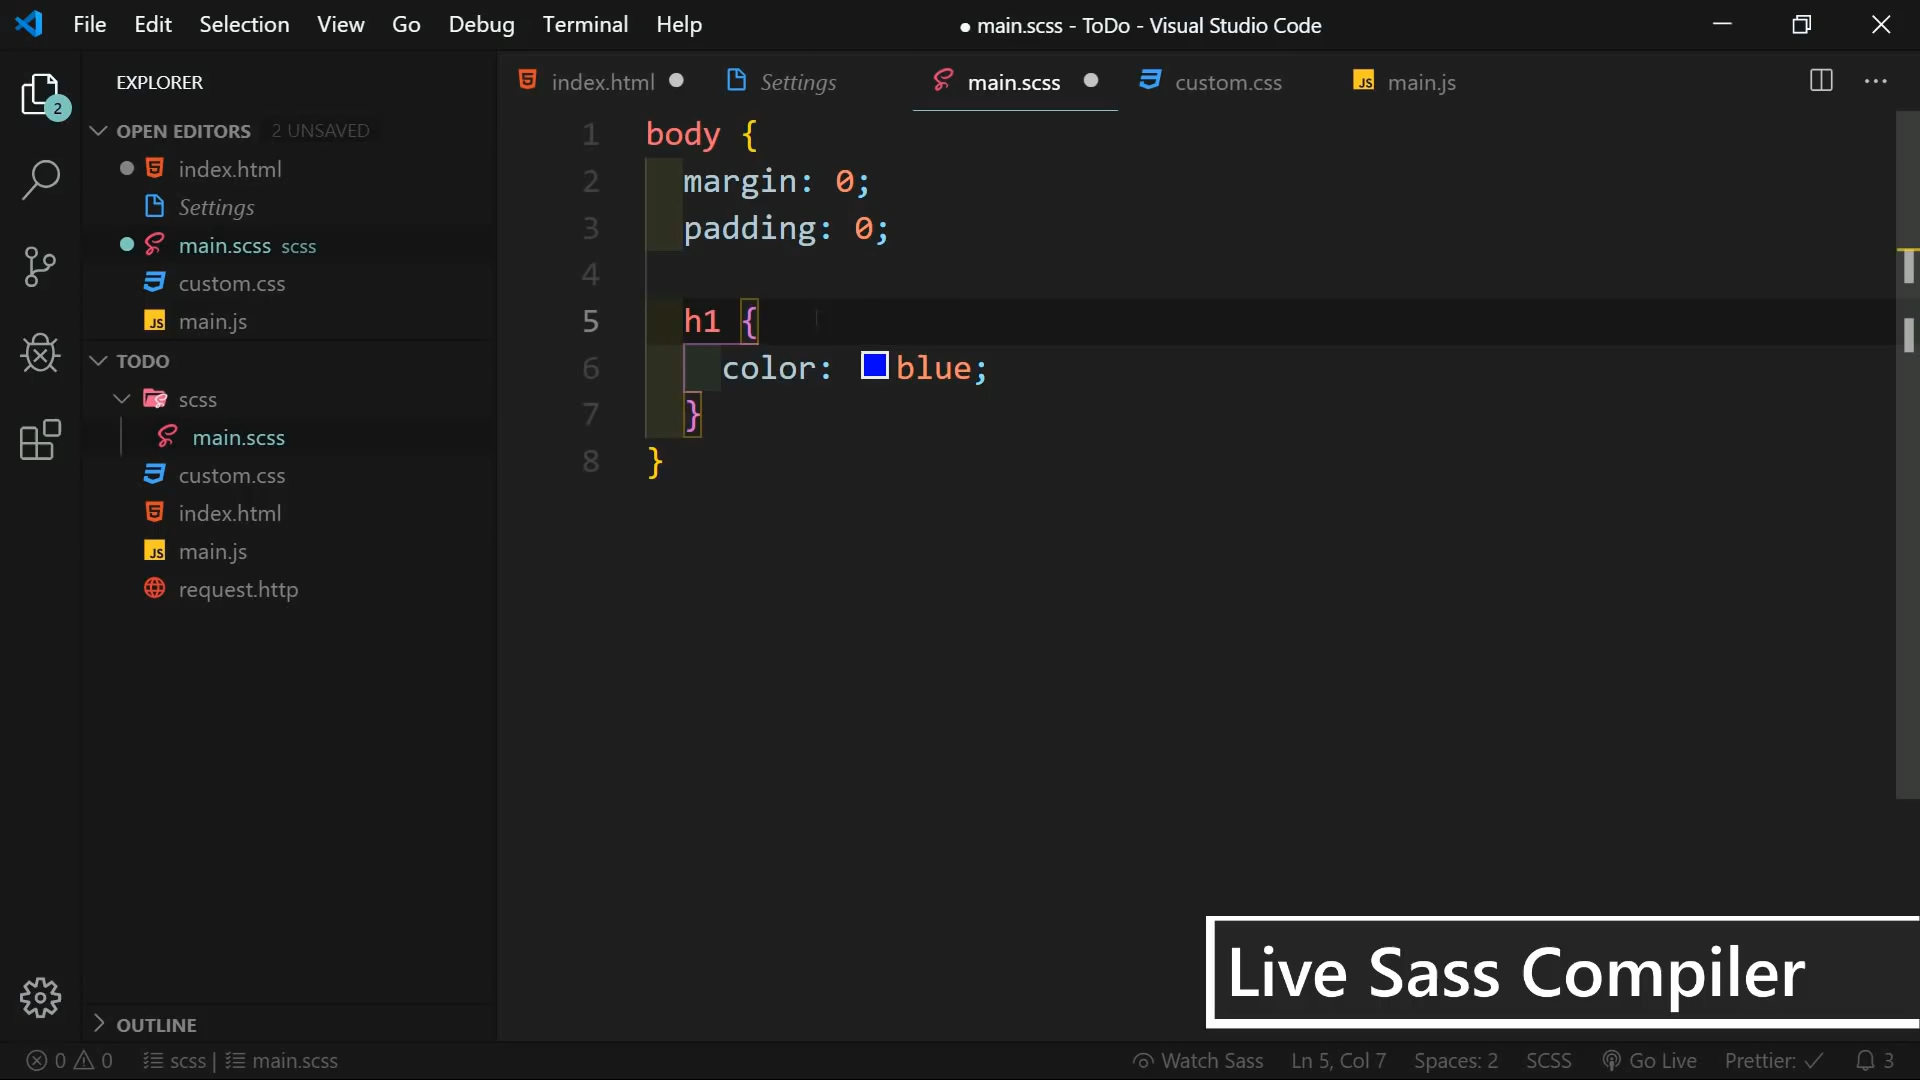 File Edit Selection View Go Debug Terminal Help
● main.scss - ToDo - Visual Studio Code
2
EXPLORER
OPEN EDITORS 2 UNSAVED
index.html
Settings
main.scss scss
custom.css
main.js
TODO
scss
main.scss
custom.css
index.html
main.js
request.http
OUTLINE
index.html Settings main.scss custom.css JS main.js
1 body {
2 margin: 0;
3 padding: 0;
4
5 h1 {
6 color: blue;
7 }
8 }
Live Sass Compiler
0 0 scss | main.scss
Watch Sass Ln 5, Col 7 Spaces: 2 SCSS Go Live Prettier: ✓ 3